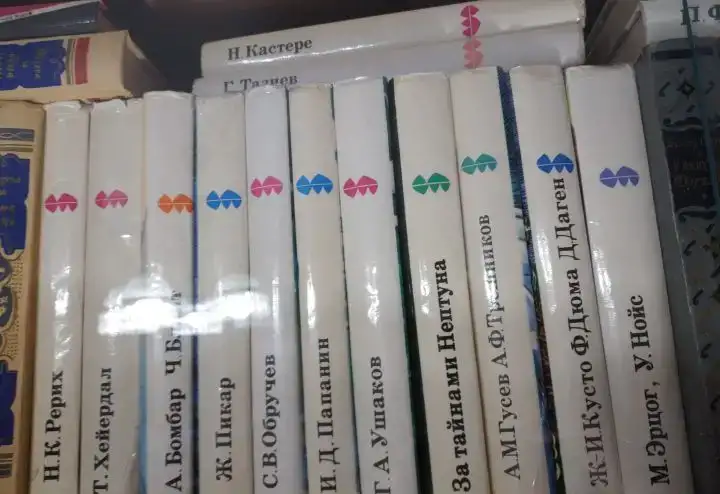 Н. Кастере
Г. Тазиев
Н.К. Рерих
Т. Хейердал
А. Бомбар Ч. Блонт
Ж. Пикар
С.В. Обручев
И.Д. Папанин
Г.А. Ушаков
За тайнами Нептуна
А.М.Гусев А.Ф.Трешников
Ж-И Кусто Ф.Дюма Д.Даген
М. Эрцог, У. Нойс